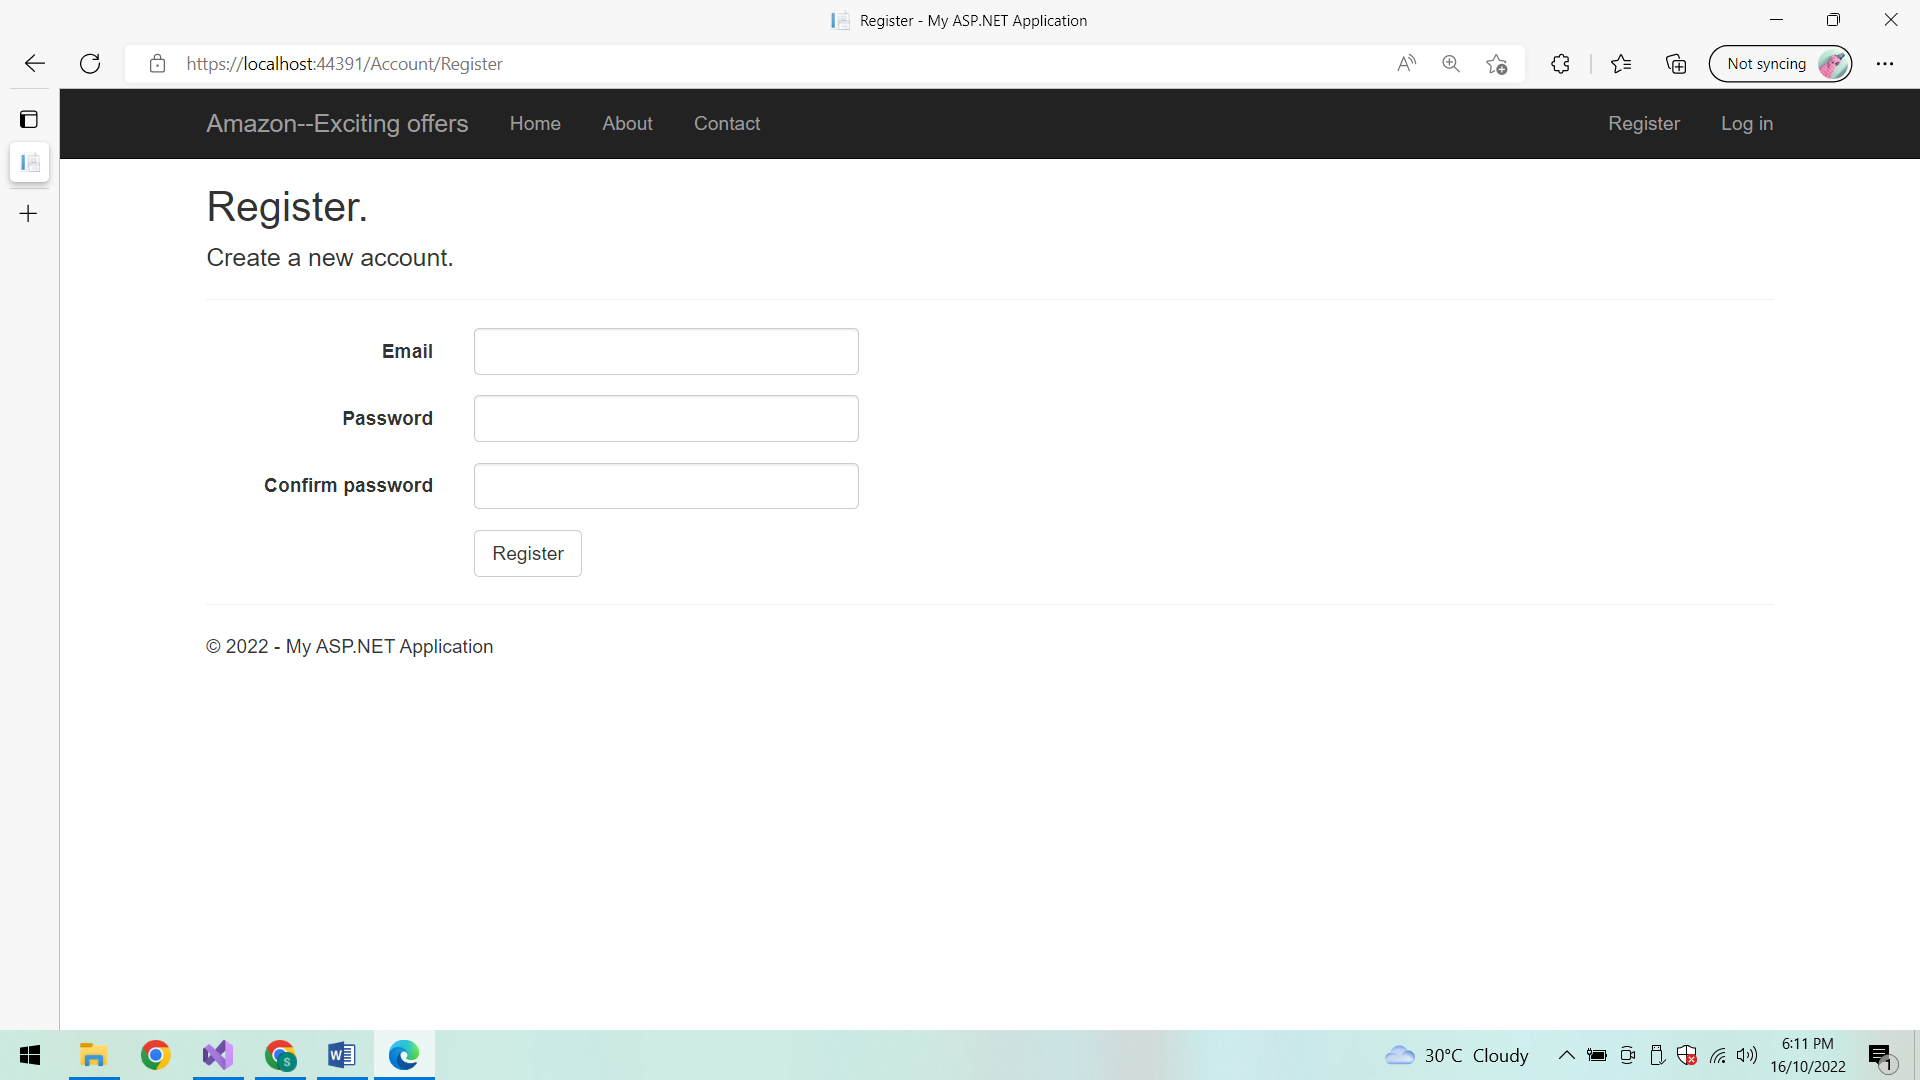 Register - My ASP.NET Application
https://localhost:44391/Account/Register
Not syncing
Amazon--Exciting offers Home About Contact Register Log in
Register.
Create a new account.
Email
Password
Confirm password
Register
© 2022 - My ASP.NET Application
30°C Cloudy
6:11 PM
16/10/2022
1